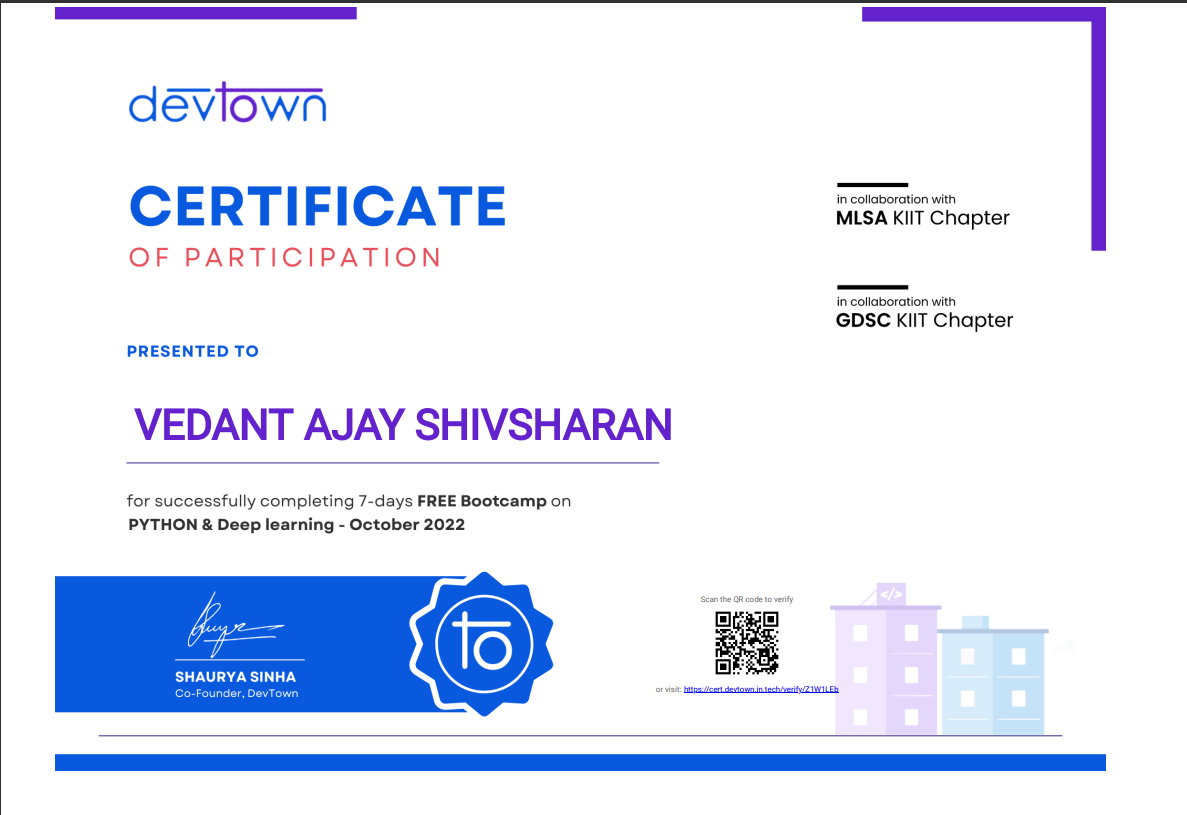 devtown
CERTIFICATE
OF PARTICIPATION
in collaboration with
MLSA KIIT Chapter
in collaboration with
GDSC KIIT Chapter
PRESENTED TO
VEDANT AJAY SHIVSHARAN
for successfully completing 7-days FREE Bootcamp on
PYTHON & Deep learning - October 2022
</>
to
SHAURYA SINHA
Co-Founder, DevTown
Scan the QR code to verify
or visit: https://cert.devtown.in.tech/verify/Z1W1LEb